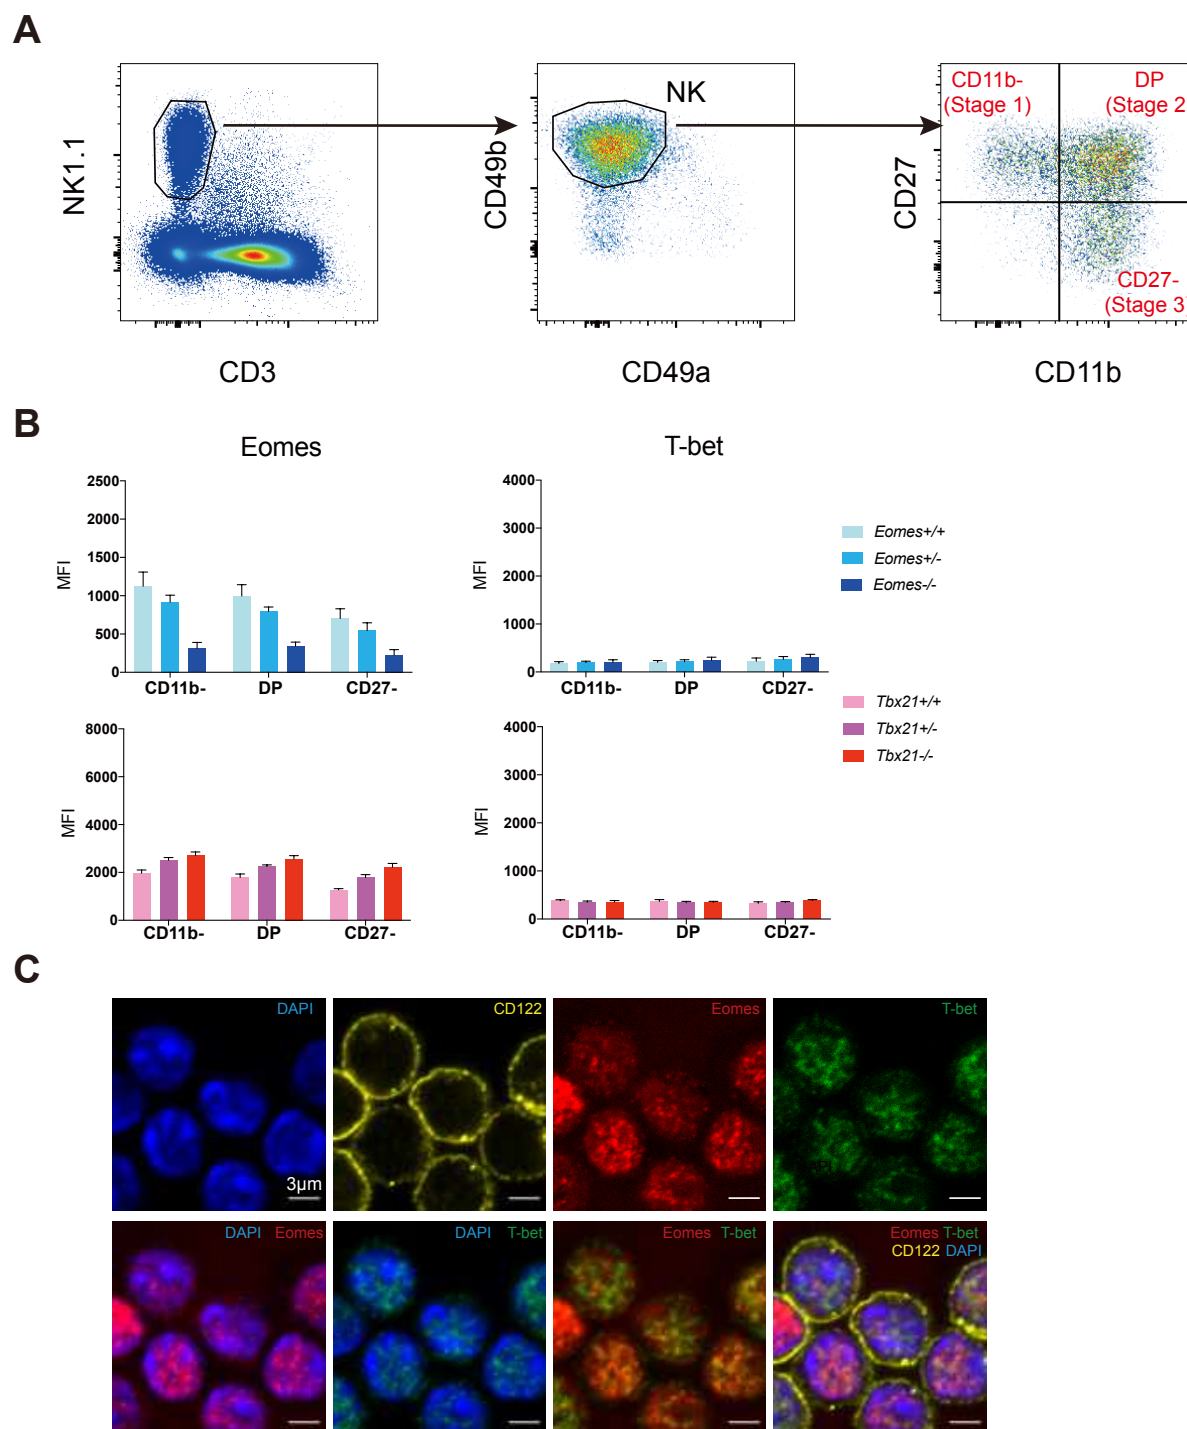 A
NK1.1
CD3
CD49b
NK
CD49a
CD27
CD11b-
(Stage 1)
DP
(Stage 2
CD27-
(Stage 3)
CD11b
B
Eomes
T-bet
MFI
2500
2000
1500
1000
500
0
CD11b-
DP
CD27-
MFI
4000
3000
2000
1000
0
CD11b-
DP
CD27-
Eomes+/+
Eomes+/-
Eomes-/-
MFI
8000
6000
4000
2000
0
CD11b-
DP
CD27-
MFI
4000
3000
2000
1000
0
CD11b-
DP
CD27-
Tbx21+/+
Tbx21+/-
Tbx21-/-
C
DAPI
3µm
CD122
Eomes
T-bet
DAPI Eomes
DAPI T-bet
Eomes T-bet
Eomes T-bet
CD122 DAPI